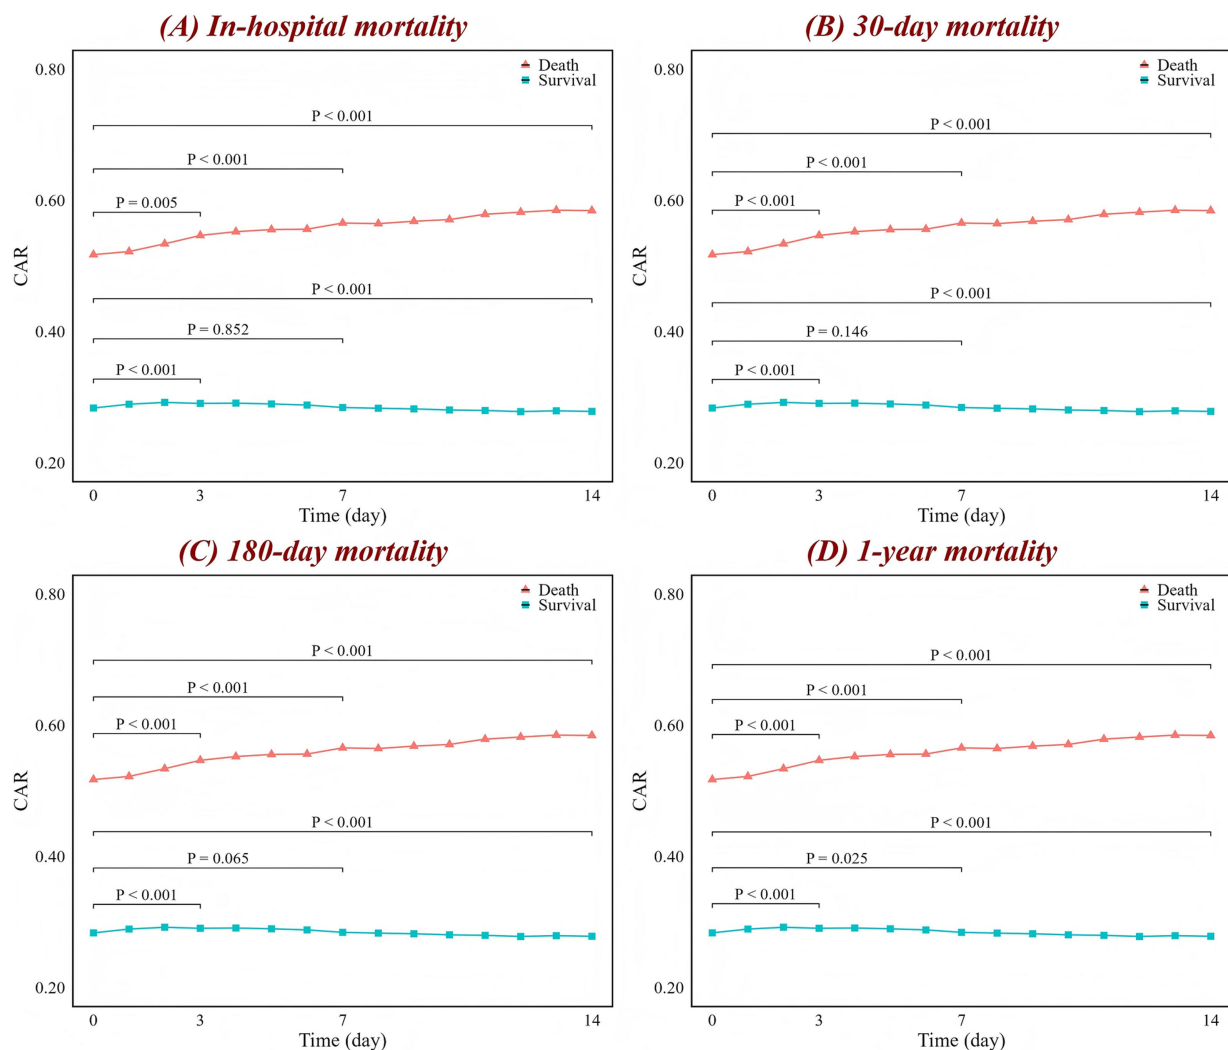 (A) In-hospital mortality
0.80
Death
Survival
P < 0.001
P < 0.001
0.60
P = 0.005
CAR
P < 0.001
0.40
P = 0.852
P < 0.001
0.20
0 3 7 14
Time (day)
(B) 30-day mortality
0.80
Death
Survival
P < 0.001
P < 0.001
0.60
P < 0.001
CAR
P < 0.001
0.40
P = 0.146
P < 0.001
0.20
0 3 7 14
Time (day)
(C) 180-day mortality
0.80
Death
Survival
P < 0.001
P < 0.001
P < 0.001
0.60
CAR
P < 0.001
0.40
P = 0.065
P < 0.001
0.20
0 3 7 14
Time (day)
(D) 1-year mortality
0.80
Death
Survival
P < 0.001
P < 0.001
P < 0.001
0.60
CAR
P < 0.001
0.40
P = 0.025
P < 0.001
0.20
0 3 7 14
Time (day)